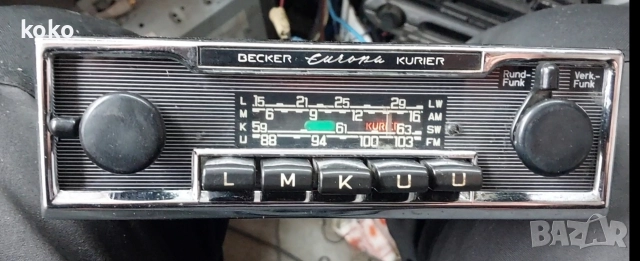 koko
BECKER Europa KURIER
Rund-
Funk
Verk.-
Funk
L 15 21 25 29 LW
M 6 9 12 16 AM
K 59 61 KURIER 63 SW
U 88 94 100 103 FM
L M K U U
BAZAR
bg